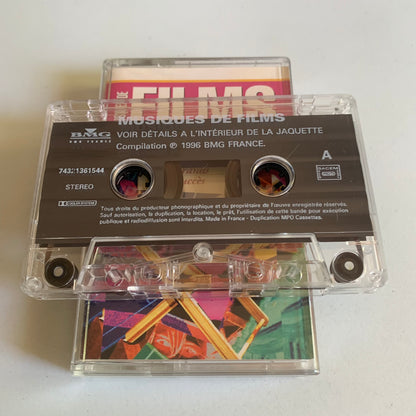 FILMS
MUSIQUES DE FILMS
BMG
BMG FRANCE
VOIR DÉTAILS A L'INTÉRIEUR DE LA JAQUETTE
Compilation ℗ 1996 BMG FRANCE.
74321361544
STEREO
A
SACEM
DOLBY SYSTEM
Tous droits du producteur phonographique et du propriétaire de l'œuvre enregistrée réservés.
Sauf autorisation, la duplication, la location, le prêt, l'utilisation de cette bande pour exécution
publique et radiodiffusion sont interdits. Made in France - Duplication MPO Cassettes.